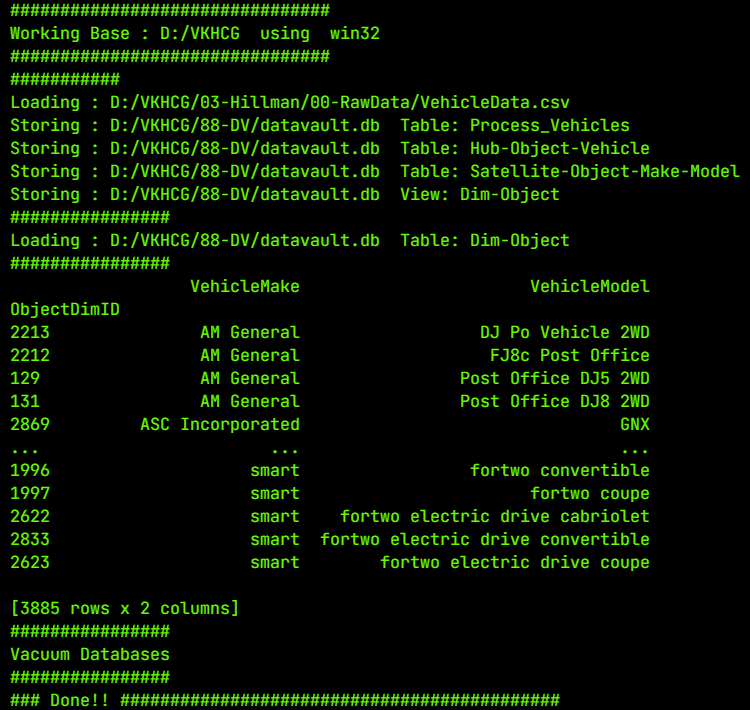 ################################
Working Base : D:/VKHCG  using  win32
################################
###########
Loading : D:/VKHCG/03-Hillman/00-RawData/VehicleData.csv
Storing : D:/VKHCG/88-DV/datavault.db  Table: Process_Vehicles
Storing : D:/VKHCG/88-DV/datavault.db  Table: Hub-Object-Vehicle
Storing : D:/VKHCG/88-DV/datavault.db  Table: Satellite-Object-Make-Model
Storing : D:/VKHCG/88-DV/datavault.db  View: Dim-Object
################
Loading : D:/VKHCG/88-DV/datavault.db  Table: Dim-Object
################
                  VehicleMake                       VehicleModel
ObjectDimID
2213               AM General                  DJ Po Vehicle 2WD
2212               AM General                   FJ8c Post Office
129                AM General                Post Office DJ5 2WD
131                AM General                Post Office DJ8 2WD
2869         ASC Incorporated                                GNX
...                       ...                                ...
1996                    smart                 fortwo convertible
1997                    smart                       fortwo coupe
2622                    smart    fortwo electric drive cabriolet
2833                    smart  fortwo electric drive convertible
2623                    smart        fortwo electric drive coupe

[3885 rows x 2 columns]
################
Vacuum Databases
################
### Done!! ############################################